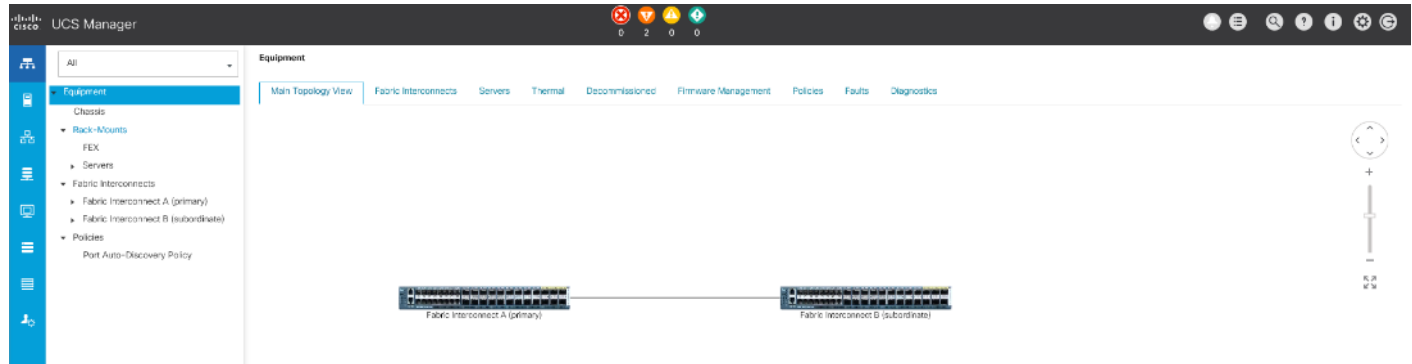 cisco UCS Manager
0 2 0 0
All
Equipment
Chassis
Rack-Mounts
FEX
Servers
Fabric Interconnects
Fabric Interconnect A (primary)
Fabric Interconnect B (subordinate)
Policies
Port Auto-Discovery Policy
Equipment
Main Topology View Fabric Interconnects Servers Thermal Decommissioned Firmware Management Policies Faults Diagnostics
Fabric Interconnect A (primary)
Fabric Interconnect B (subordinate)